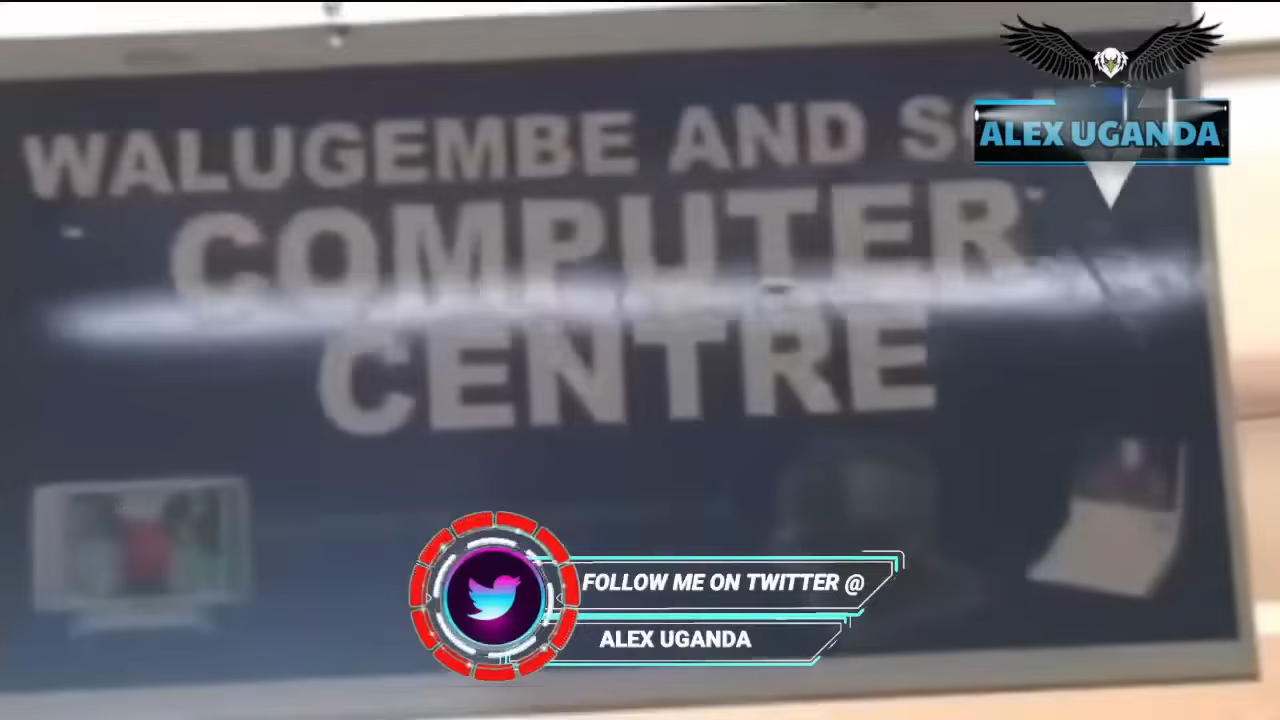 WALUGEMBE AND
COMPUTER
CENTRE
ALEX UGANDA
FOLLOW ME ON TWITTER @
ALEX UGANDA